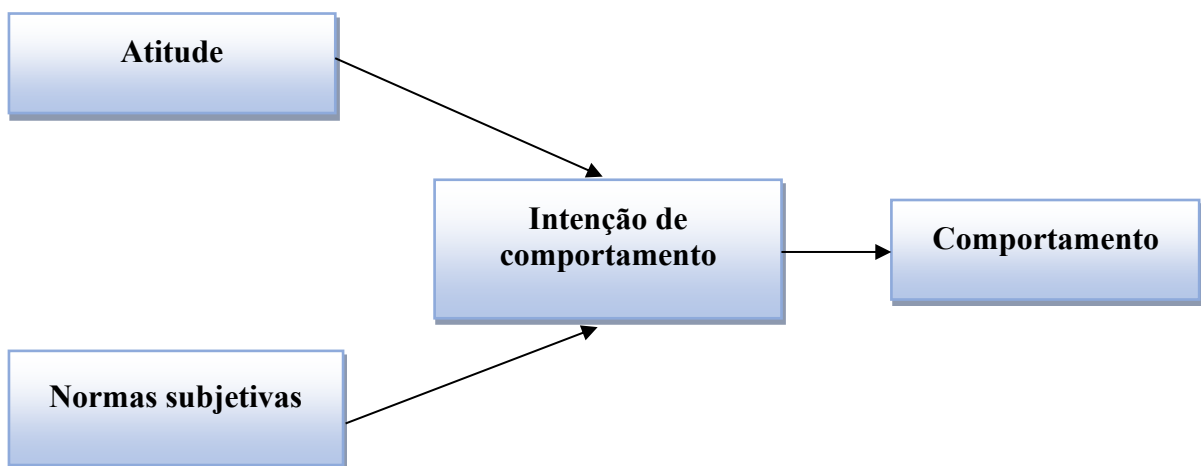 Atitude
Intenção de
comportamento
Comportamento
Normas subjetivas